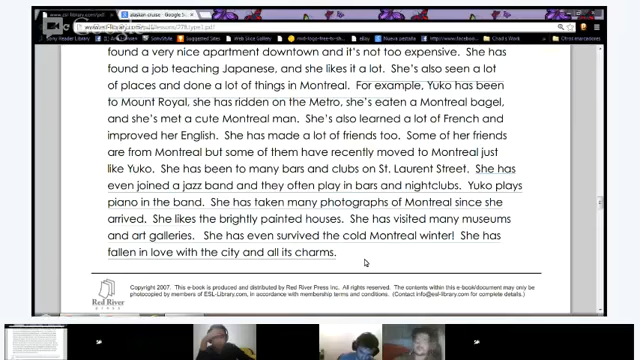 found a very nice apartment downtown and it's not too expensive. She has
found a job teaching Japanese, and she likes it a lot. She's also seen a lot
of places and done a lot of things in Montreal. For example, Yuko has been
to Mount Royal, she has ridden on the Metro, she's eaten a Montreal bagel,
and she's met a cute Montreal man. She's also learned a lot of French and
improved her English. She has made a lot of friends too. Some of her friends
are from Montreal but some of them have recently moved to Montreal just
like Yuko. She has been to many bars and clubs on St. Laurent Street. She has
even joined a jazz band and they often play in bars and nightclubs. Yuko plays
piano in the band. She has taken many photographs of Montreal since she
arrived. She likes the brightly painted houses. She has visited many museums
and art galleries. She has even survived the cold Montreal winter! She has
fallen in love with the city and all its charms.
Red River
PRESS
Copyright 2007. This e-book is produced and distributed by Red River Press Inc. All rights reserved. The contents within this e-book/document may only be
photocopied by members of ESL-Library.com, in accordance with membership terms and conditions. (Contact info@esl-library.com for complete details.)